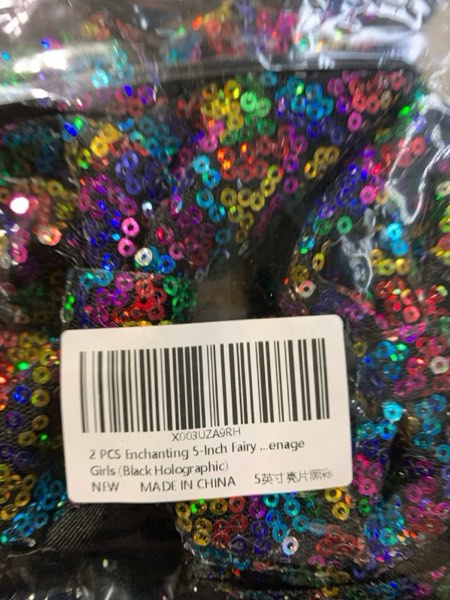 X003UZA9RH
2 PCS Enchanting 5-Inch Fairy ...enage
Girls (Black Holographic)
NEW MADE IN CHINA 5英寸亮片黑彩